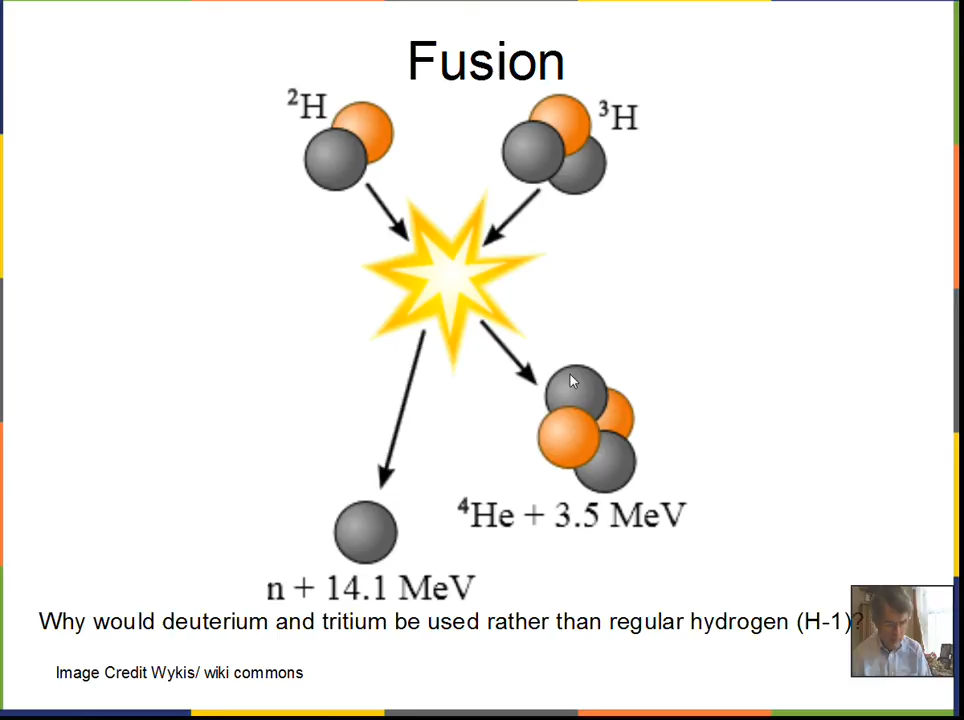 Fusion
²H
³H
⁴He + 3.5 MeV
n + 14.1 MeV
Why would deuterium and tritium be used rather than regular hydrogen (H-1)?
Image Credit Wykis/ wiki commons